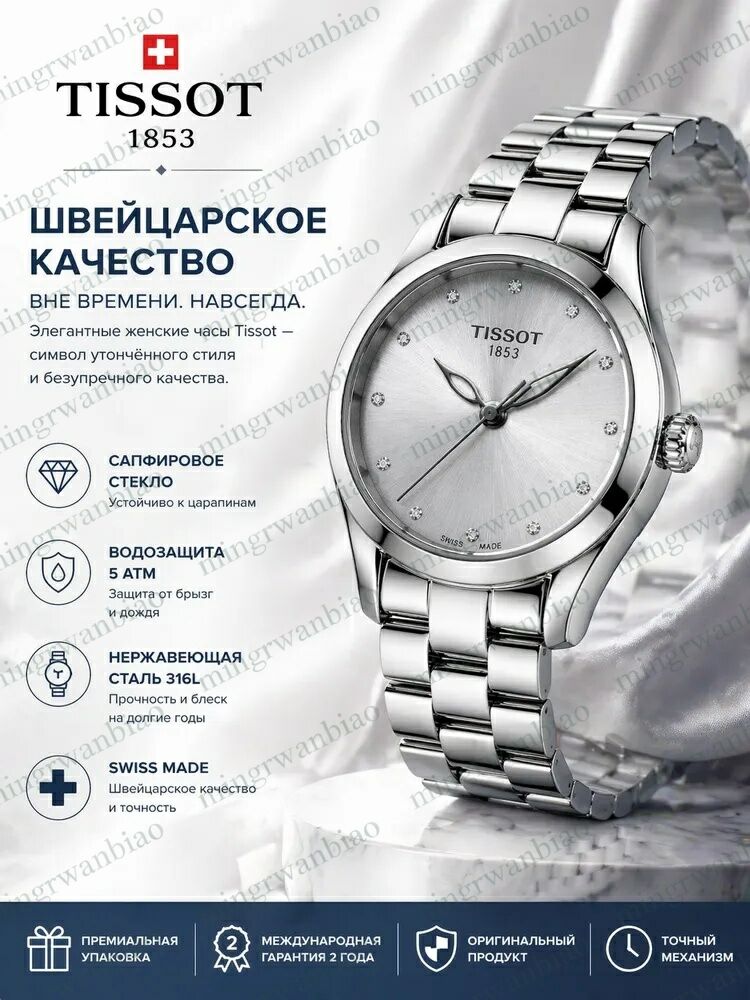 TISSOT
1853
ШВЕЙЦАРСКОЕ
КАЧЕСТВО
ВНЕ ВРЕМЕНИ. НАВСЕГДА.
Элегантные женские часы Tissot –
символ утончённого стиля
и безупречного качества.
САПФИРОВОЕ
СТЕКЛО
Устойчиво к царапинам
ВОДОЗАЩИТА
5 ATM
Защита от брызг
и дождя
НЕРЖАВЕЮЩАЯ
СТАЛЬ 316L
Прочность и блеск
на долгие годы
SWISS MADE
Швейцарское качество
и точность
TISSOT
1853
SWISS MADE
ПРЕМИАЛЬНАЯ
УПАКОВКА
2
МЕЖДУНАРОДНАЯ
ГАРАНТИЯ 2 ГОДА
ОРИГИНАЛЬНЫЙ
ПРОДУКТ
ТОЧНЫЙ
МЕХАНИЗМ
mingrwanbiao